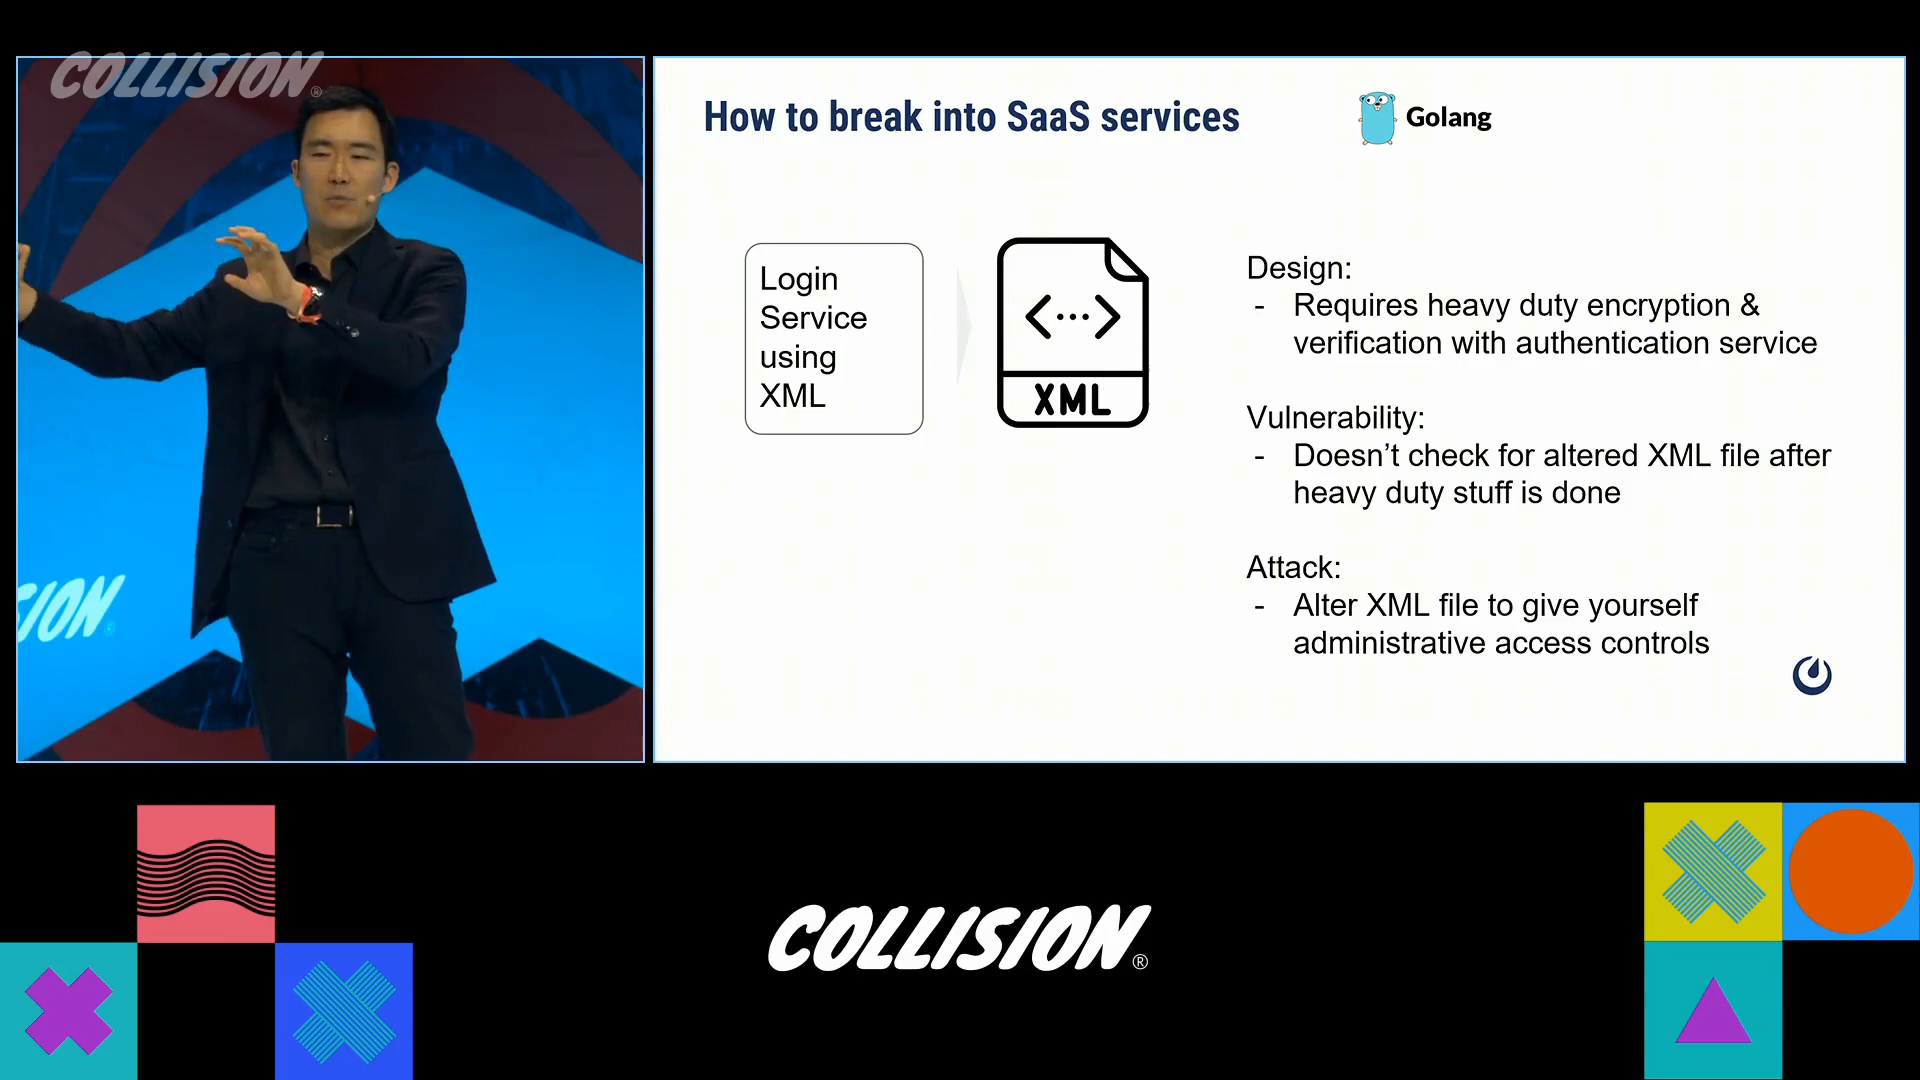 COLLISION®
ION®
How to break into SaaS services
Golang
Login
Service
using
XML
<···>
XML
Design:
- Requires heavy duty encryption &
verification with authentication service
Vulnerability:
- Doesn’t check for altered XML file after
heavy duty stuff is done
Attack:
- Alter XML file to give yourself
administrative access controls
COLLISION®